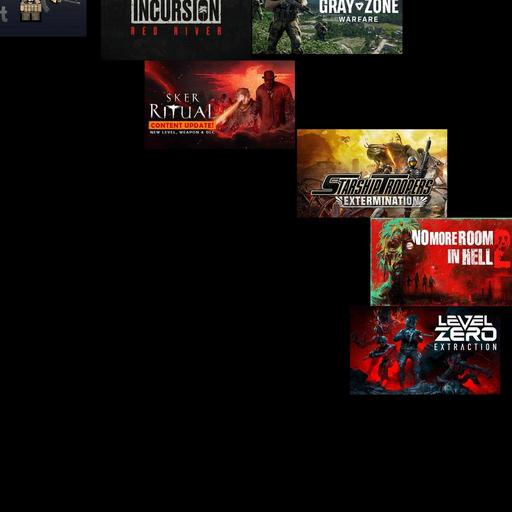 t
INCURSION
RED RIVER
GRAY ZONE
WARFARE
SKER
RITUAL
CONTENT UPDATE!
NEW LEVEL, WEAPON & DLC
STARSHIP TROOPERS
EXTERMINATION
NO MORE ROOM
IN HELL
2
LEVEL
ZERO
EXTRACTION